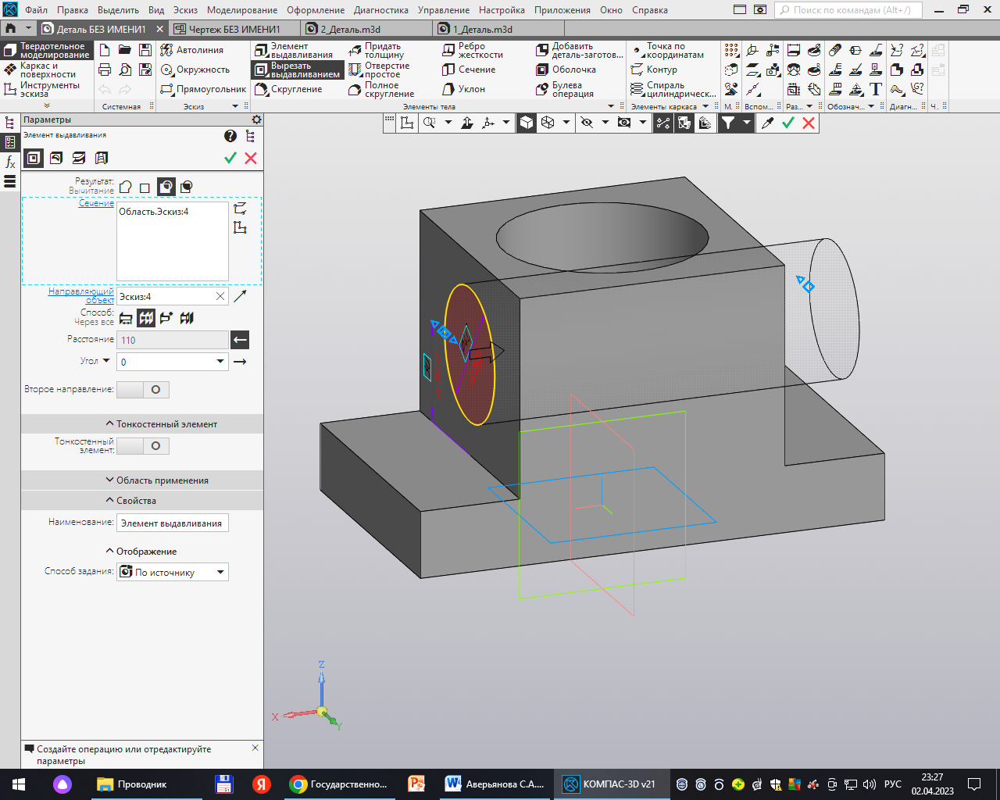 Файл Правка Выделить Вид Эскиз Моделирование Оформление Диагностика Управление Настройка Приложения Окно Справка
Поиск по командам (Alt+/)
Деталь БЕЗ ИМЕНИ1
Чертеж БЕЗ ИМЕНИ1
2_Деталь.m3d
1_Деталь.m3d
Твердотельное
моделирование
Каркас и
поверхности
Инструменты
эскиза
Системная
Автолиния
Окружность
Прямоугольник
Эскиз
Элемент
выдавливания
Вырезать
выдавливанием
Скругление
Придать
толщину
Отверстие
простое
Полное
скругление
Ребро
жесткости
Сечение
Уклон
Добавить
деталь-заготов...
Оболочка
Булева
операция
Элементы тела
Точка по
координатам
Контур
Спираль
цилиндрическ...
Элементы каркаса
М.
Вспом...
Раз...
Обознач...
Диагн...
Ч.
Параметры
Элемент выдавливания
Результат:
Вычитание
Сечение
Область.Эскиз:4
Направляющий
объект
Эскиз:4
Способ:
Через все
Расстояние
110
Угол
0
Второе направление:
Тонкостенный элемент
Тонкостенный
элемент:
Область применения
Свойства
Наименование:
Элемент выдавливания
Отображение
Способ задания:
По источнику
Создайте операцию или отредактируйте
параметры
Z
X
Y
Проводник
Государственно...
Аверьянова С.А....
КОМПАС-3D v21
РУС
23:27
02.04.2023